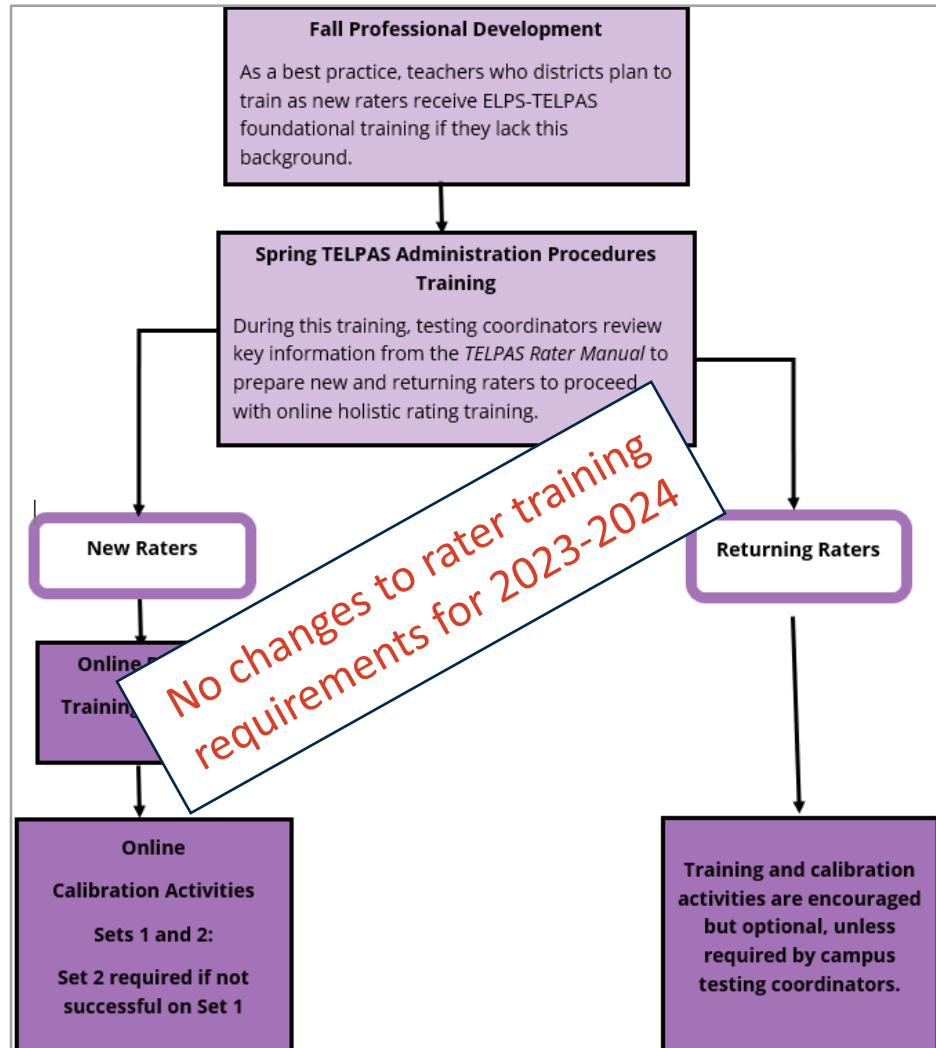 Fall Professional Development
As a best practice, teachers who districts plan to
train as new raters receive ELPS-TELPAS
foundational training if they lack this
background.
Spring TELPAS Administration Procedures
Training
During this training, testing coordinators review
key information from the TELPAS Rater Manual to
prepare new and returning raters to proceed
with online holistic rating training.
No changes to rater training
requirements for 2023-2024
New Raters
Returning Raters
Online
Training
Online
Calibration Activities
Sets 1 and 2:
Set 2 required if not
successful on Set 1
Training and calibration
activities are encouraged
but optional, unless
required by campus
testing coordinators.